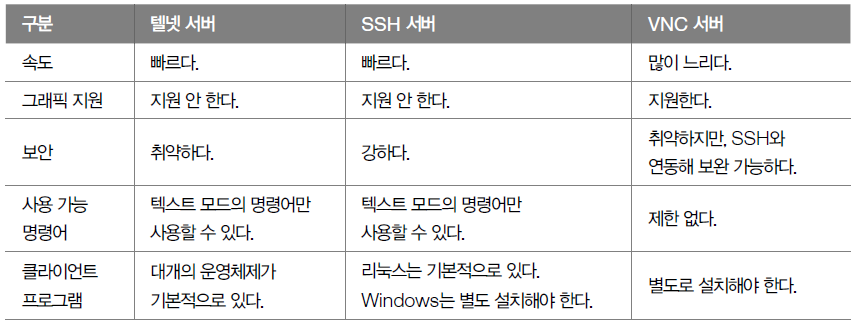 구분 텔넷 서버 SSH 서버 VNC 서버
속도 빠르다. 빠르다. 많이 느리다.
그래픽 지원 지원 안 한다. 지원 안 한다. 지원한다.
보안 취약하다. 강하다. 취약하지만, SSH와
연동해 보완 가능하다.
사용 가능 텍스트 모드의 명령어만 텍스트 모드의 명령어만 제한 없다.
명령어 사용할 수 있다. 사용할 수 있다.
클라이언트 대개의 운영체제가 리눅스는 기본적으로 있다. 별도로 설치해야 한다.
프로그램 기본적으로 있다. Windows는 별도 설치해야 한다.